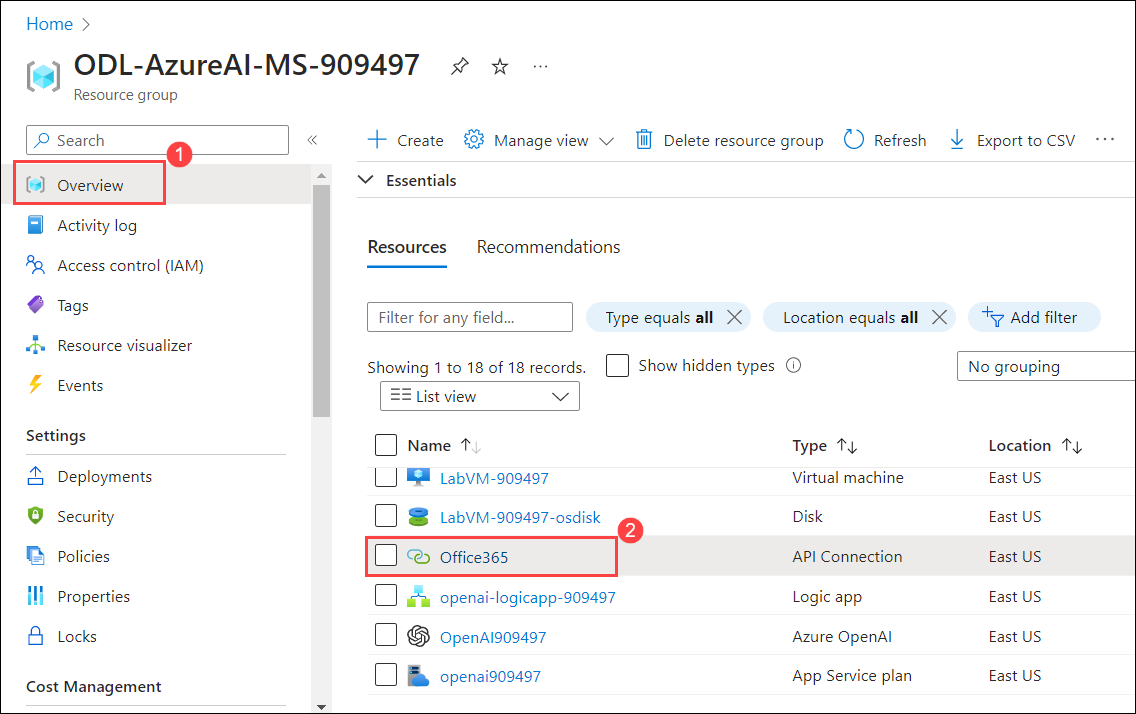 Home
ODL-AzureAI-MS-909497
Resource group
Search
1
Overview
Activity log
Access control (IAM)
Tags
Resource visualizer
Events
Settings
Deployments
Security
Policies
Properties
Locks
Cost Management
Create Manage view Delete resource group Refresh Export to CSV ...
Essentials
Resources Recommendations
Filter for any field... Type equals all Location equals all Add filter
Showing 1 to 18 of 18 records. Show hidden types No grouping
List view
Name Type Location
LabVM-909497 Virtual machine East US
LabVM-909497-osdisk Disk East US
2
Office365 API Connection East US
openai-logicapp-909497 Logic app East US
OpenAI909497 Azure OpenAI East US
openai909497 App Service plan East US